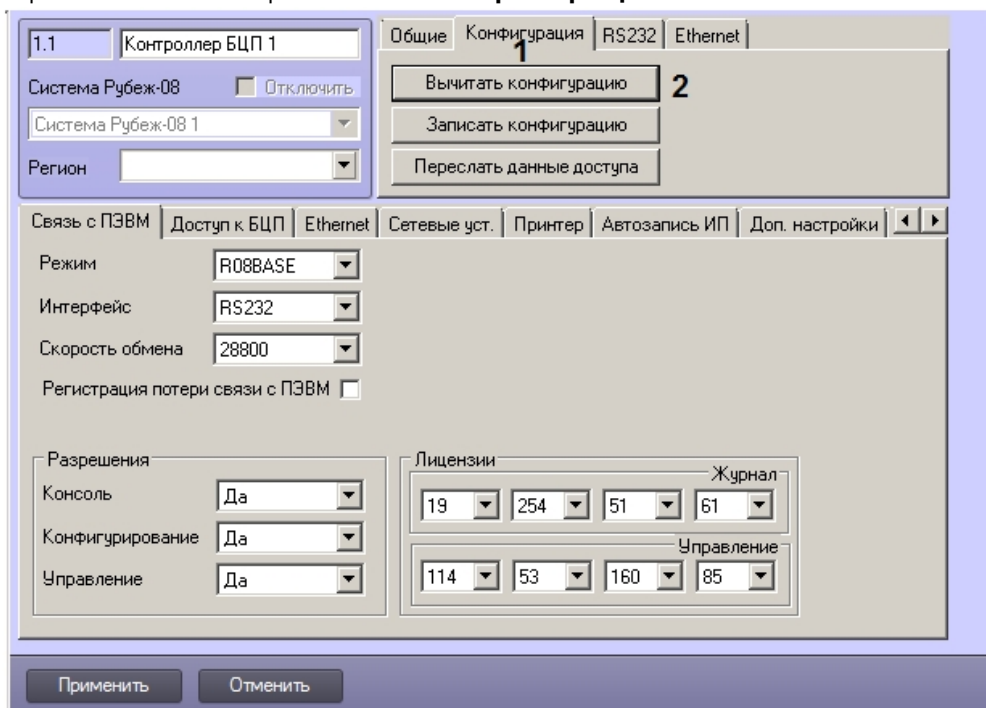 1.1 Контроллер БЦП 1
Система Рубеж-08 Отключить
Система Рубеж-08 1
Регион
Общие Конфигурация RS232 Ethernet
1
Вычитать конфигурацию 2
Записать конфигурацию
Переслать данные доступа
Связь с ПЭВМ Доступ к БЦП Ethernet Сетевые уст. Принтер Автозапись ИП Доп. настройки
Режим R08BASE
Интерфейс RS232
Скорость обмена 28800
Регистрация потери связи с ПЭВМ
Разрешения
Консоль Да
Конфигурирование Да
Управление Да
Лицензии
Журнал
19 254 51 61
Управление
114 53 160 85
Применить Отменить